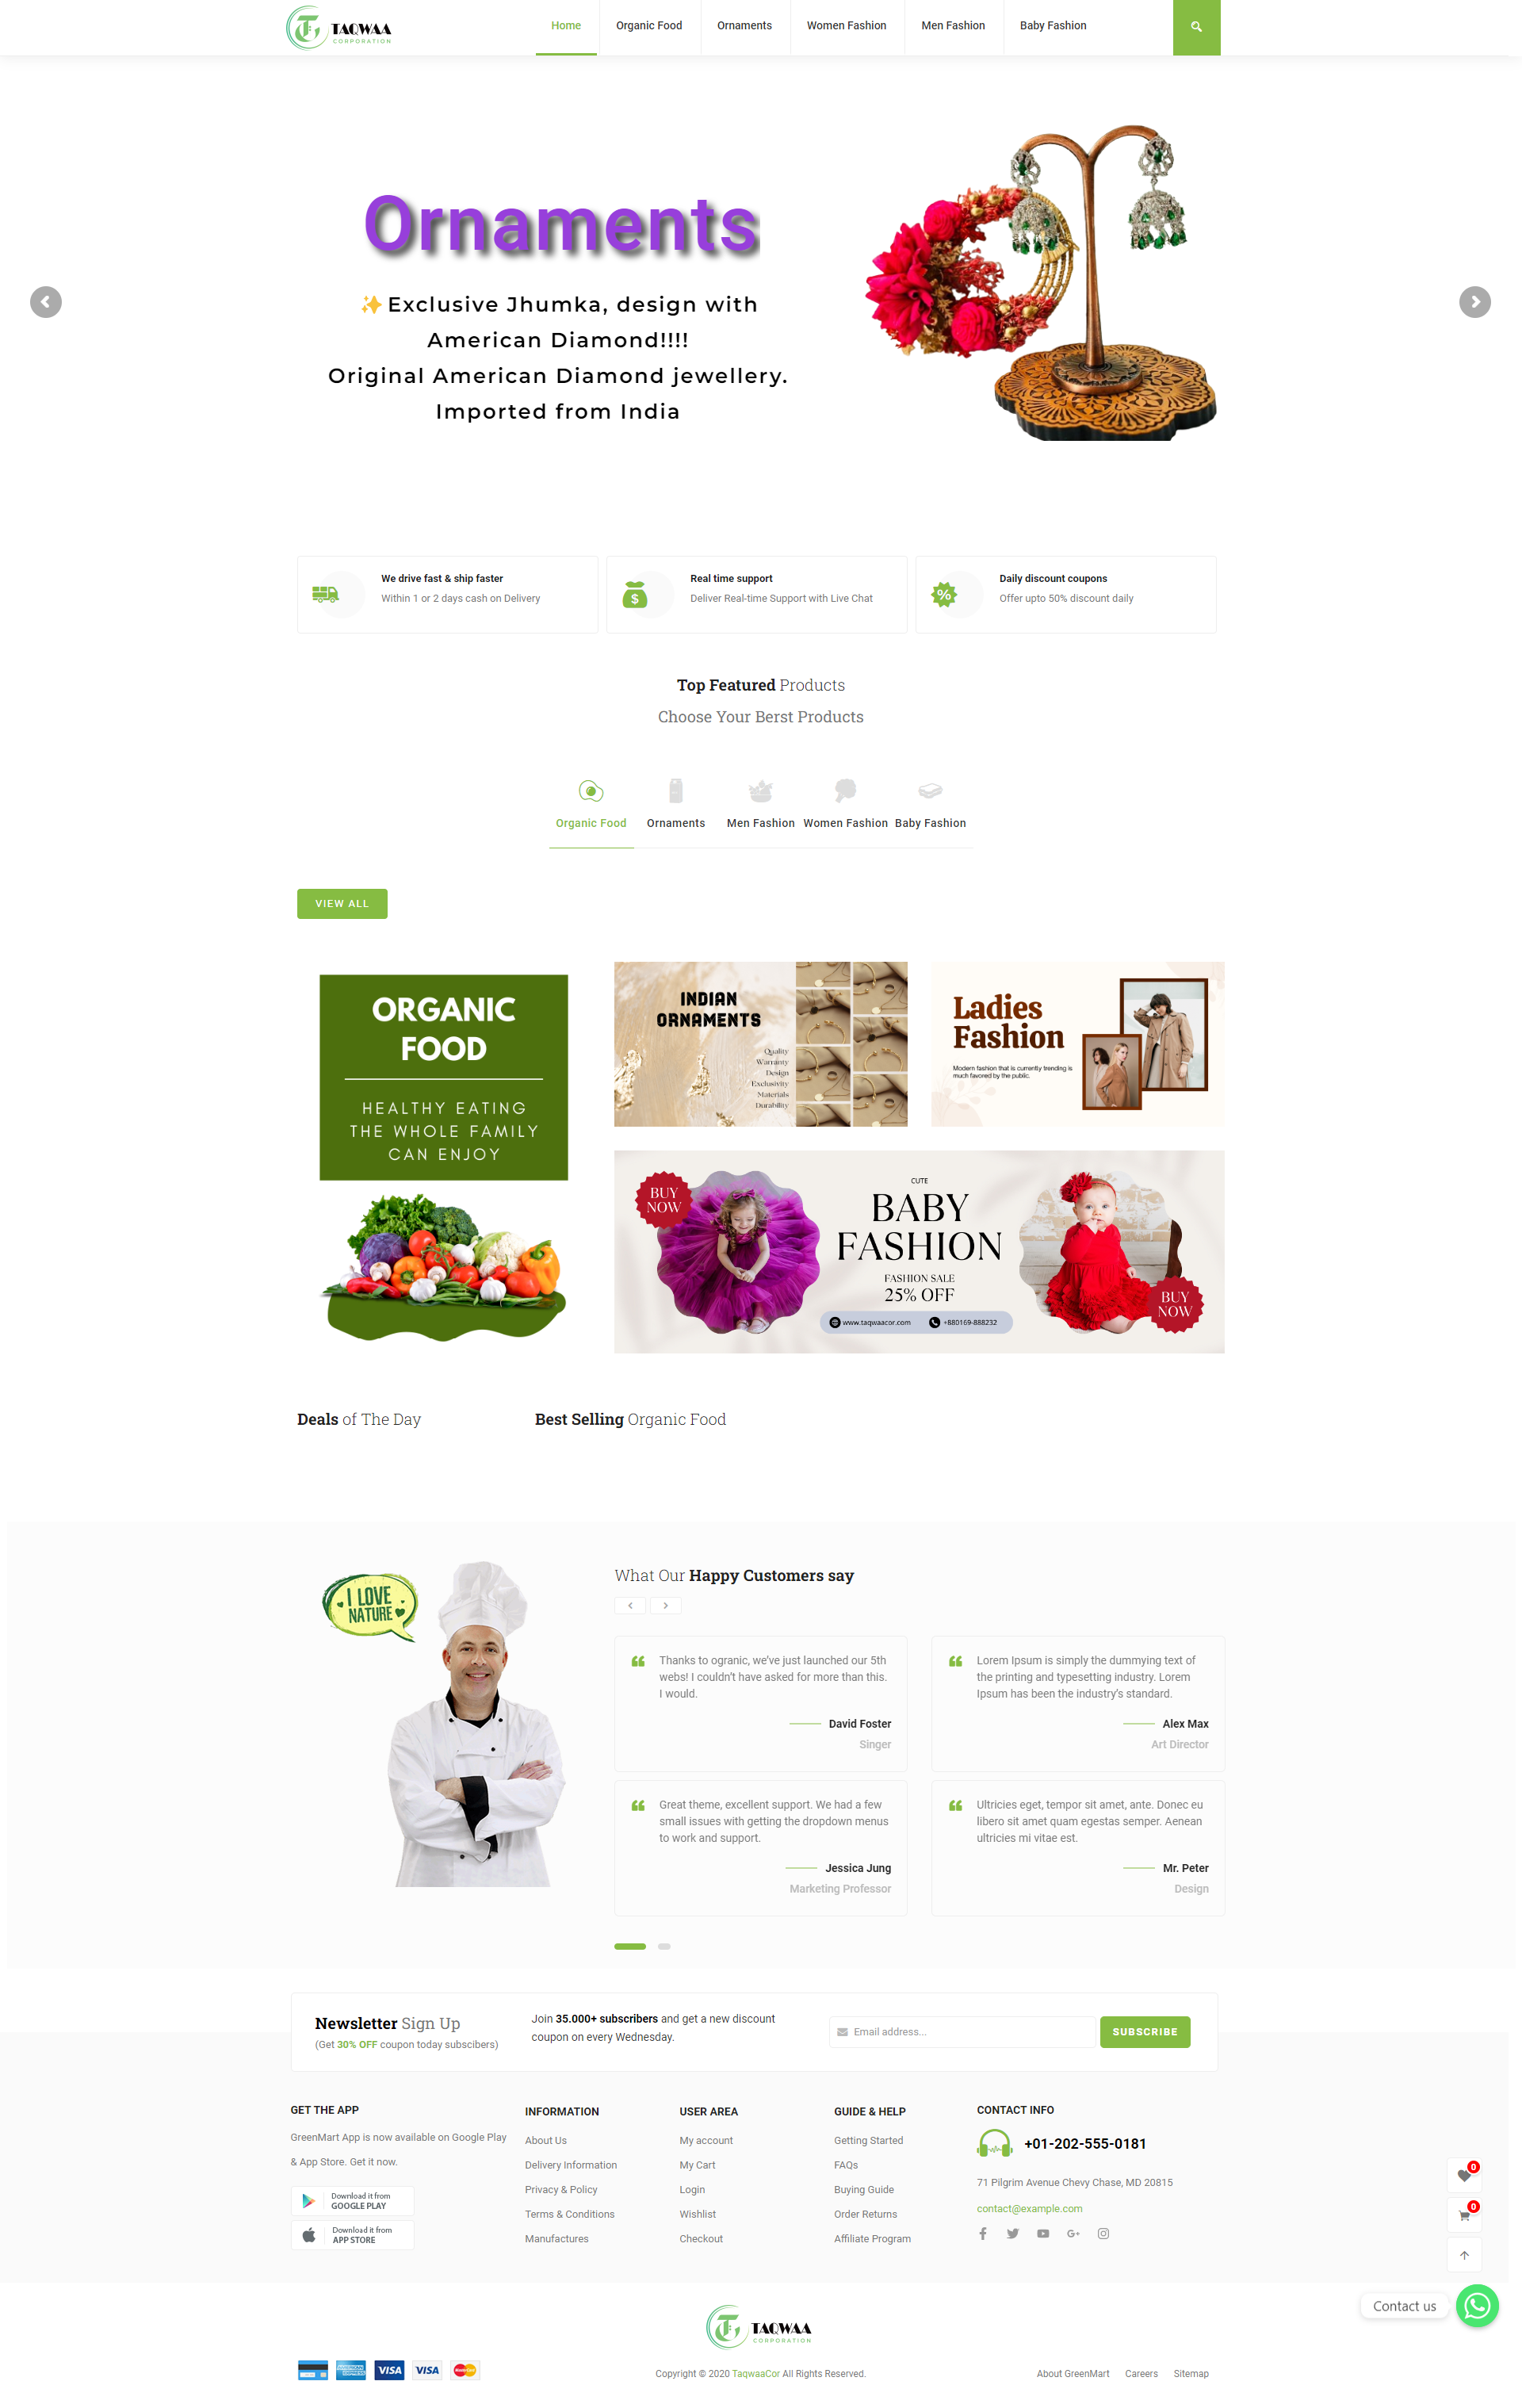 TAQWAA
CORPORATION
Home
Organic Food
Ornaments
Women Fashion
Men Fashion
Baby Fashion
Ornaments
✨ Exclusive Jhumka, design with
American Diamond!!!!
Original American Diamond jewellery.
Imported from India
We drive fast & ship faster
Within 1 or 2 days cash on Delivery
Real time support
Deliver Real-time Support with Live Chat
Daily discount coupons
Offer upto 50% discount daily
Top Featured Products
Choose Your Berst Products
Organic Food
Ornaments
Men Fashion
Women Fashion
Baby Fashion
VIEW ALL
ORGANIC
FOOD
HEALTHY EATING
THE WHOLE FAMILY
CAN ENJOY
INDIAN
ORNAMENTS
Quality
Warranty
Design
Exclusivity
Materials
Durability
Ladies
Fashion
Modern fashion that is currently trending is
much favored by the public.
BUY
NOW
CUTE
BABY
FASHION
FASHION SALE
25% OFF
www.taqwaacor.com
+880169-888232
BUY
NOW
Deals of The Day
Best Selling Organic Food
I LOVE
NATURE
What Our Happy Customers say
Thanks to ogranic, we've just launched our 5th
webs! I couldn't have asked for more than this.
I would.
David Foster
Singer
Lorem Ipsum is simply the dummying text of
the printing and typesetting industry. Lorem
Ipsum has been the industry's standard.
Alex Max
Art Director
Great theme, excellent support. We had a few
small issues with getting the dropdown menus
to work and support.
Jessica Jung
Marketing Professor
Ultricies eget, tempor sit amet, ante. Donec eu
libero sit amet quam egestas semper. Aenean
ultricies mi vitae est.
Mr. Peter
Design
Newsletter Sign Up
(Get 30% OFF coupon today subscibers)
Join 35.000+ subscribers and get a new discount
coupon on every Wednesday.
Email address...
SUBSCRIBE
GET THE APP
GreenMart App is now available on Google Play
& App Store. Get it now.
Download it from
GOOGLE PLAY
Download it from
APP STORE
INFORMATION
About Us
Delivery Information
Privacy & Policy
Terms & Conditions
Manufactures
USER AREA
My account
My Cart
Login
Wishlist
Checkout
GUIDE & HELP
Getting Started
FAQs
Buying Guide
Order Returns
Affiliate Program
CONTACT INFO
+01-202-555-0181
71 Pilgrim Avenue Chevy Chase, MD 20815
contact@example.com
0
0
Contact us
TAQWAA
CORPORATION
VISA
VISA
Copyright © 2020 TaqwaaCor All Rights Reserved.
About GreenMart
Careers
Sitemap